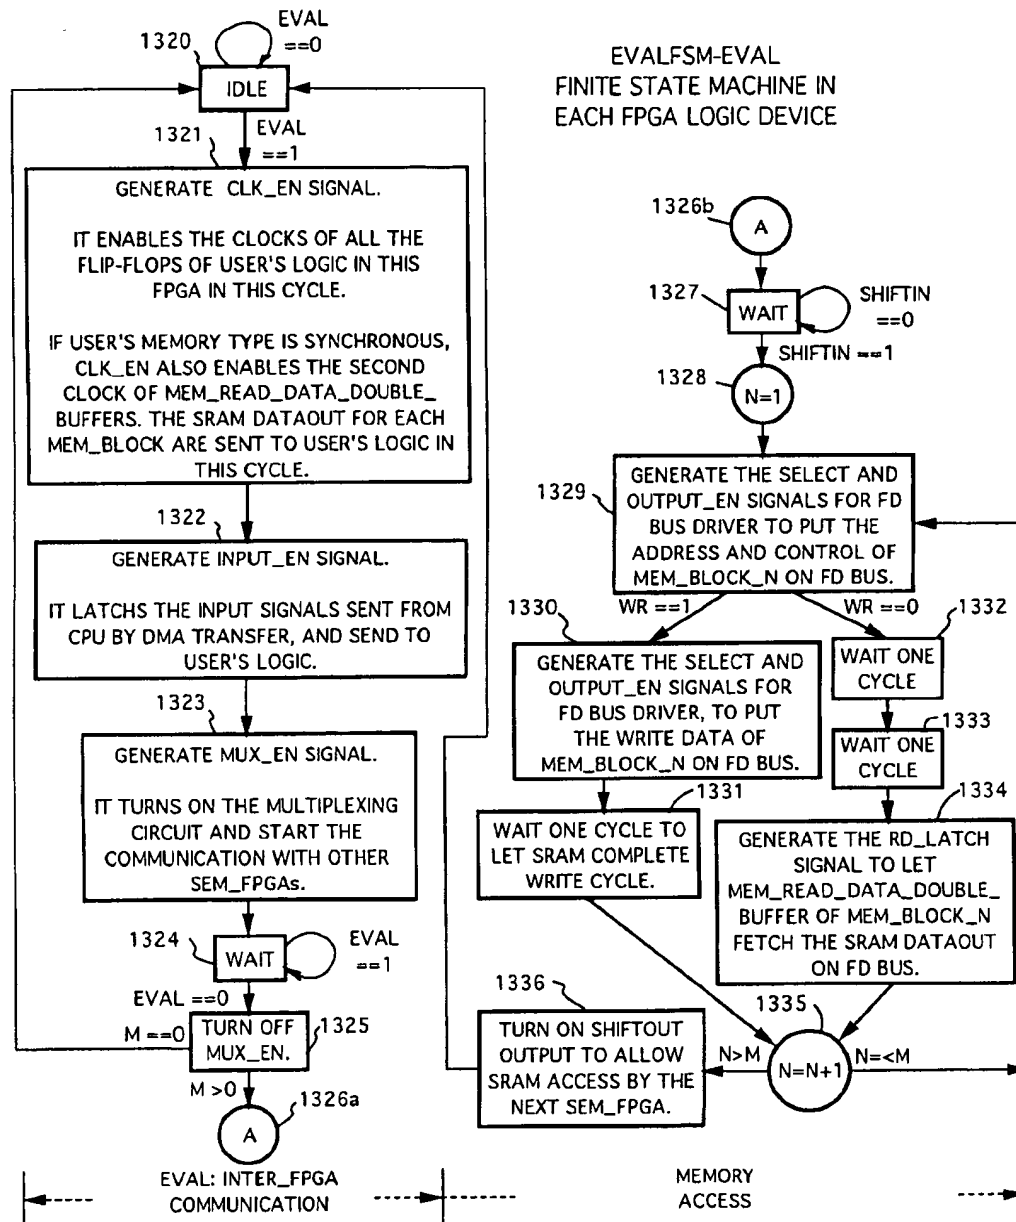 EVALFSM-EVAL
FINITE STATE MACHINE IN
EACH FPGA LOGIC DEVICE
EVAL
==0
1320
IDLE
EVAL
==1
1321
GENERATE CLK_EN SIGNAL.
IT ENABLES THE CLOCKS OF ALL THE
FLIP-FLOPS OF USER'S LOGIC IN THIS
FPGA IN THIS CYCLE.
IF USER'S MEMORY TYPE IS SYNCHRONOUS,
CLK_EN ALSO ENABLES THE SECOND
CLOCK OF MEM_READ_DATA_DOUBLE_
BUFFERS. THE SRAM DATAOUT FOR EACH
MEM_BLOCK ARE SENT TO USER'S LOGIC IN
THIS CYCLE.
1322
GENERATE INPUT_EN SIGNAL.
IT LATCHS THE INPUT SIGNALS SENT FROM
CPU BY DMA TRANSFER, AND SEND TO
USER'S LOGIC.
1323
GENERATE MUX_EN SIGNAL.
IT TURNS ON THE MULTIPLEXING
CIRCUIT AND START THE
COMMUNICATION WITH OTHER
SEM_FPGAs.
1324
WAIT
EVAL
==1
EVAL ==0
M ==0
TURN OFF
MUX_EN.
1325
M >0
1326a
A
EVAL: INTER_FPGA
COMMUNICATION
1326b
A
1327
WAIT
SHIFTIN
==0
SHIFTIN ==1
1328
N=1
1329
GENERATE THE SELECT AND
OUTPUT_EN SIGNALS FOR FD
BUS DRIVER TO PUT THE
ADDRESS AND CONTROL OF
MEM_BLOCK_N ON FD BUS.
WR ==1
WR ==0
1330
GENERATE THE SELECT AND
OUTPUT_EN SIGNALS FOR
FD BUS DRIVER, TO PUT
THE WRITE DATA OF
MEM_BLOCK_N ON FD BUS.
1331
WAIT ONE CYCLE TO
LET SRAM COMPLETE
WRITE CYCLE.
1332
WAIT ONE
CYCLE
1333
WAIT ONE
CYCLE
1334
GENERATE THE RD_LATCH
SIGNAL TO LET
MEM_READ_DATA_DOUBLE_
BUFFER OF MEM_BLOCK_N
FETCH THE SRAM DATAOUT
ON FD BUS.
1335
N=N+1
N>M
N=<M
1336
TURN ON SHIFTOUT
OUTPUT TO ALLOW
SRAM ACCESS BY THE
NEXT SEM_FPGA.
MEMORY
ACCESS